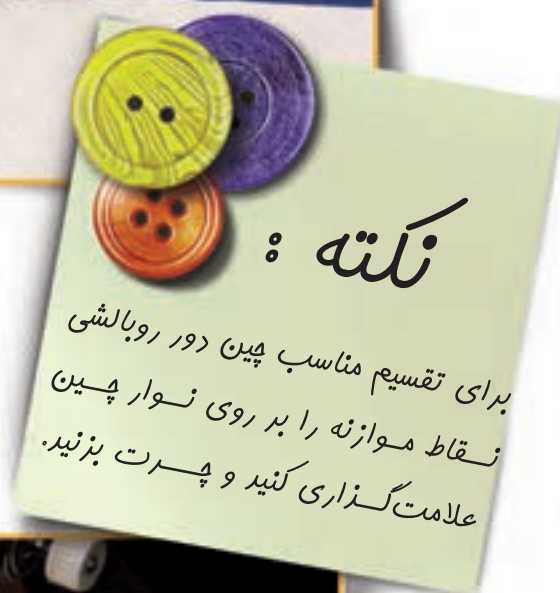 نکته :
برای تقسیم مناسب چین دور روبالشی
نقاط موازنه را بر روی نوار چین
علامت‌گذاری کنید و چرت بزنید.